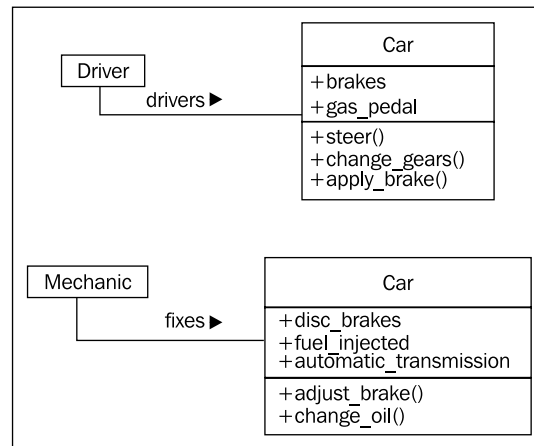 Car
Driver
+brakes
+gas_pedal
drivers ▶
+steer()
+change_gears()
+apply_brake()
Car
Mechanic
+disc_brakes
+fuel_injected
+automatic_transmission
fixes ▶
+adjust_brake()
+change_oil()